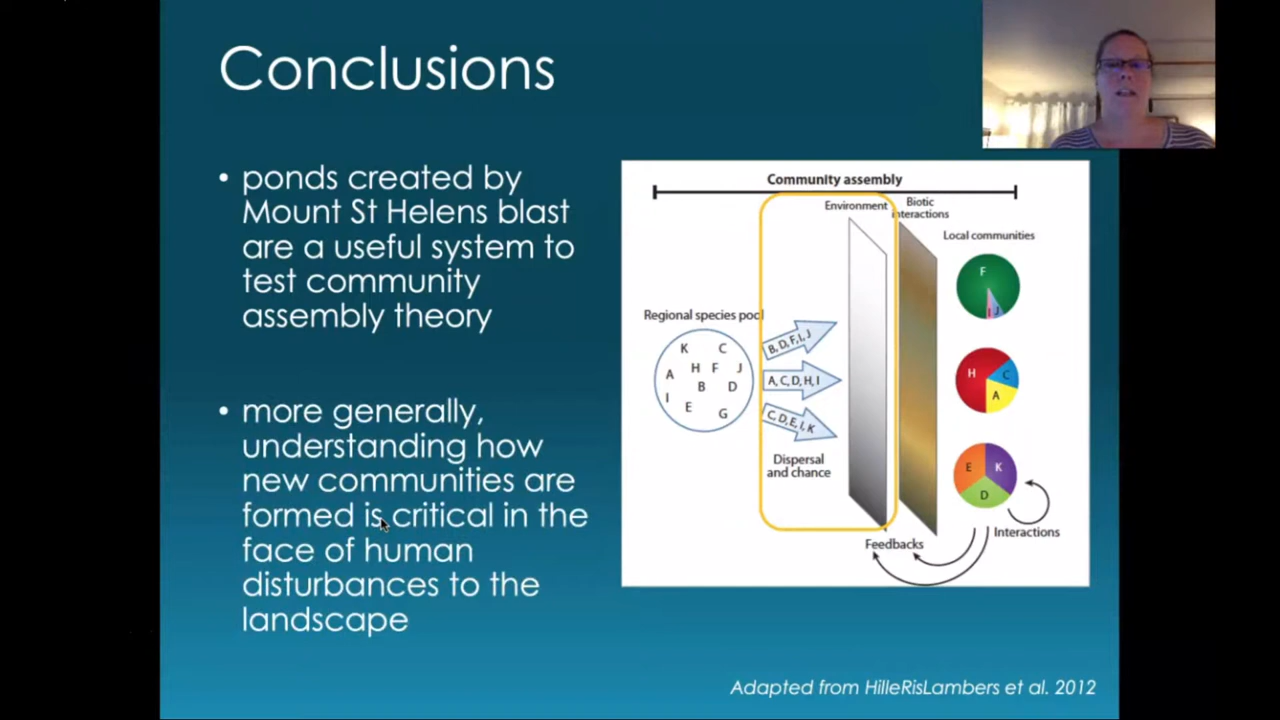 Conclusions
• ponds created by
Mount St Helens blast
are a useful system to
test community
assembly theory
• more generally,
understanding how
new communities are
formed is critical in the
face of human
disturbances to the
landscape
Community assembly
Environment
Biotic
interactions
Local communities
Regional species pool
K C
A H F J
B D
I E G
B, D, F, I, J
A, C, D, H, I
C, D, E, I, K
Dispersal
and chance
F
I J
H C
A
E K
D
Interactions
Feedbacks
Adapted from HilleRisLambers et al. 2012